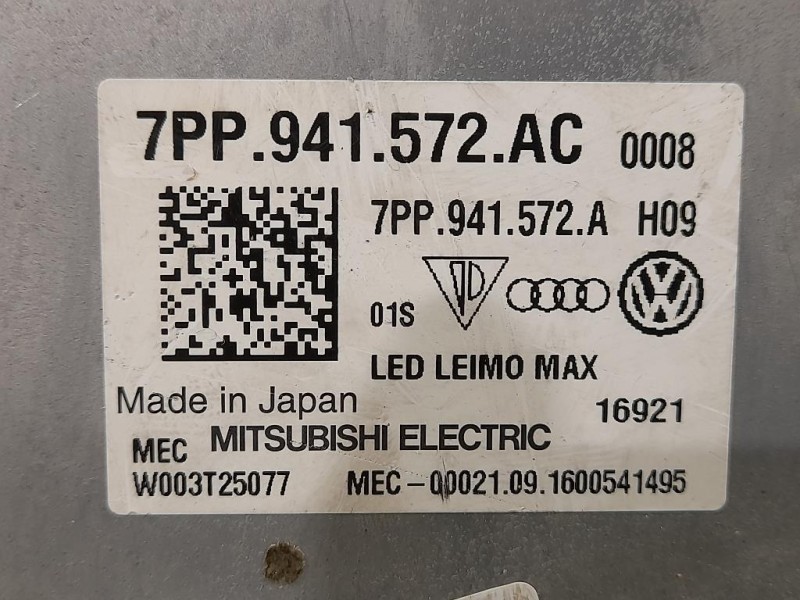 7PP.941.572.AC 0008
7PP.941.572.A H09
01S
LED LEIMO MAX
Made in Japan 16921
MEC MITSUBISHI ELECTRIC
W003T25077 MEC-00021.09.1600541495